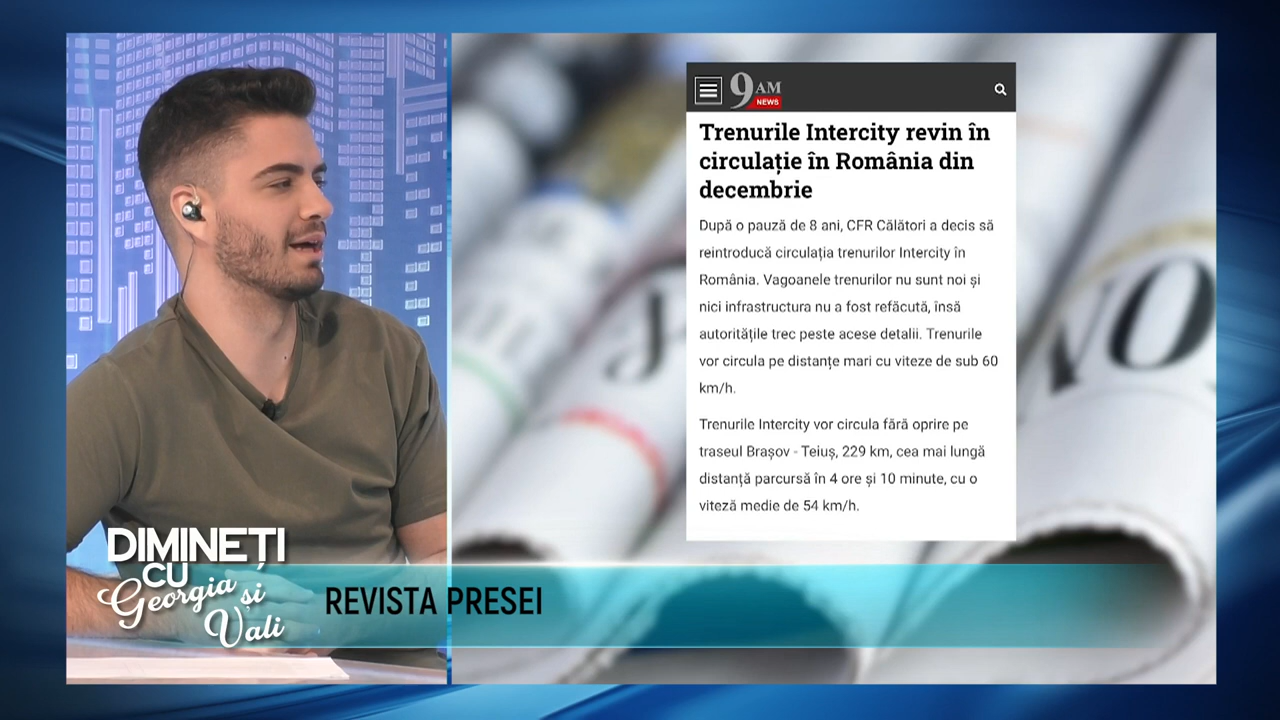 9 AM
NEWS
Trenurile Intercity revin în
circulație în România din
decembrie
După o pauză de 8 ani, CFR Călători a decis să
reintroducă circulația trenurilor Intercity în
România. Vagoanele trenurilor nu sunt noi și
nici infrastructura nu a fost refăcută, însă
autoritățile trec peste acese detalii. Trenurile
vor circula pe distanțe mari cu viteze de sub 60
km/h.
Trenurile Intercity vor circula fără oprire pe
traseul Brașov - Teiuș, 229 km, cea mai lungă
distanță parcursă în 4 ore și 10 minute, cu o
viteză medie de 54 km/h.
DIMINEȚI
CU
Georgia și
Vali
REVISTA PRESEI